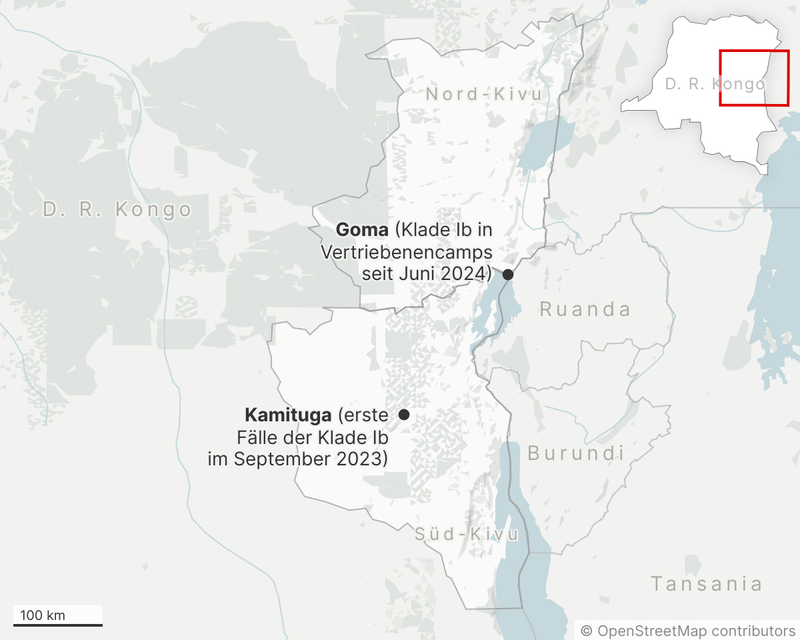 D. R. Kongo
Nord-Kivu
D. R. Kongo
Goma (Klade Ib in
Vertriebenencamps
seit Juni 2024)
Ruanda
Kamituga (erste
Fälle der Klade Ib
im September 2023)
Burundi
Süd-Kivu
Tansania
100 km
© OpenStreetMap contributors